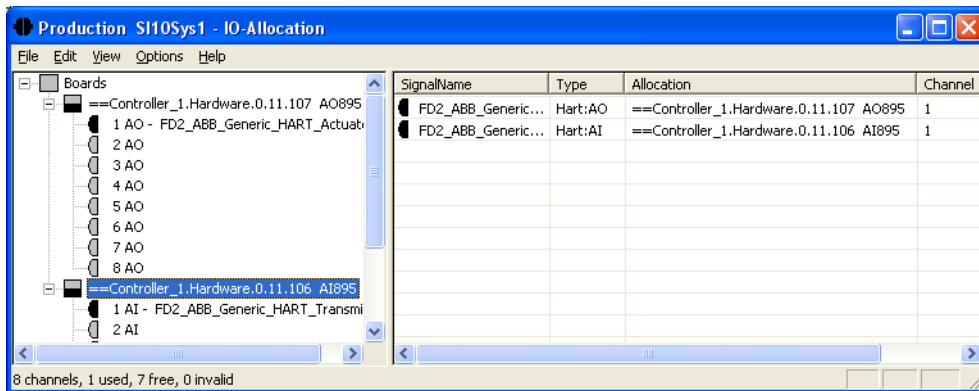 Production SI10Sys1 - IO-Allocation
File Edit View Options Help
Boards
==Controller_1.Hardware.0.11.107 AO895
1 AO - FD2_ABB_Generic_HART_Actuat
2 AO
3 AO
4 AO
5 AO
6 AO
7 AO
8 AO
==Controller_1.Hardware.0.11.106 AI895
1 AI - FD2_ABB_Generic_HART_Transmi
2 AI
SignalName Type Allocation Channel
FD2_ABB_Generic... Hart:AO ==Controller_1.Hardware.0.11.107 AO895 1
FD2_ABB_Generic... Hart:AI ==Controller_1.Hardware.0.11.106 AI895 1
8 channels, 1 used, 7 free, 0 invalid